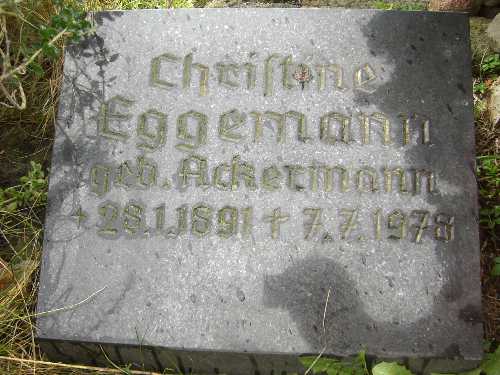 Christine
Eggemann
geb. Ackermann
* 28.1.1891 † 7.7.1978